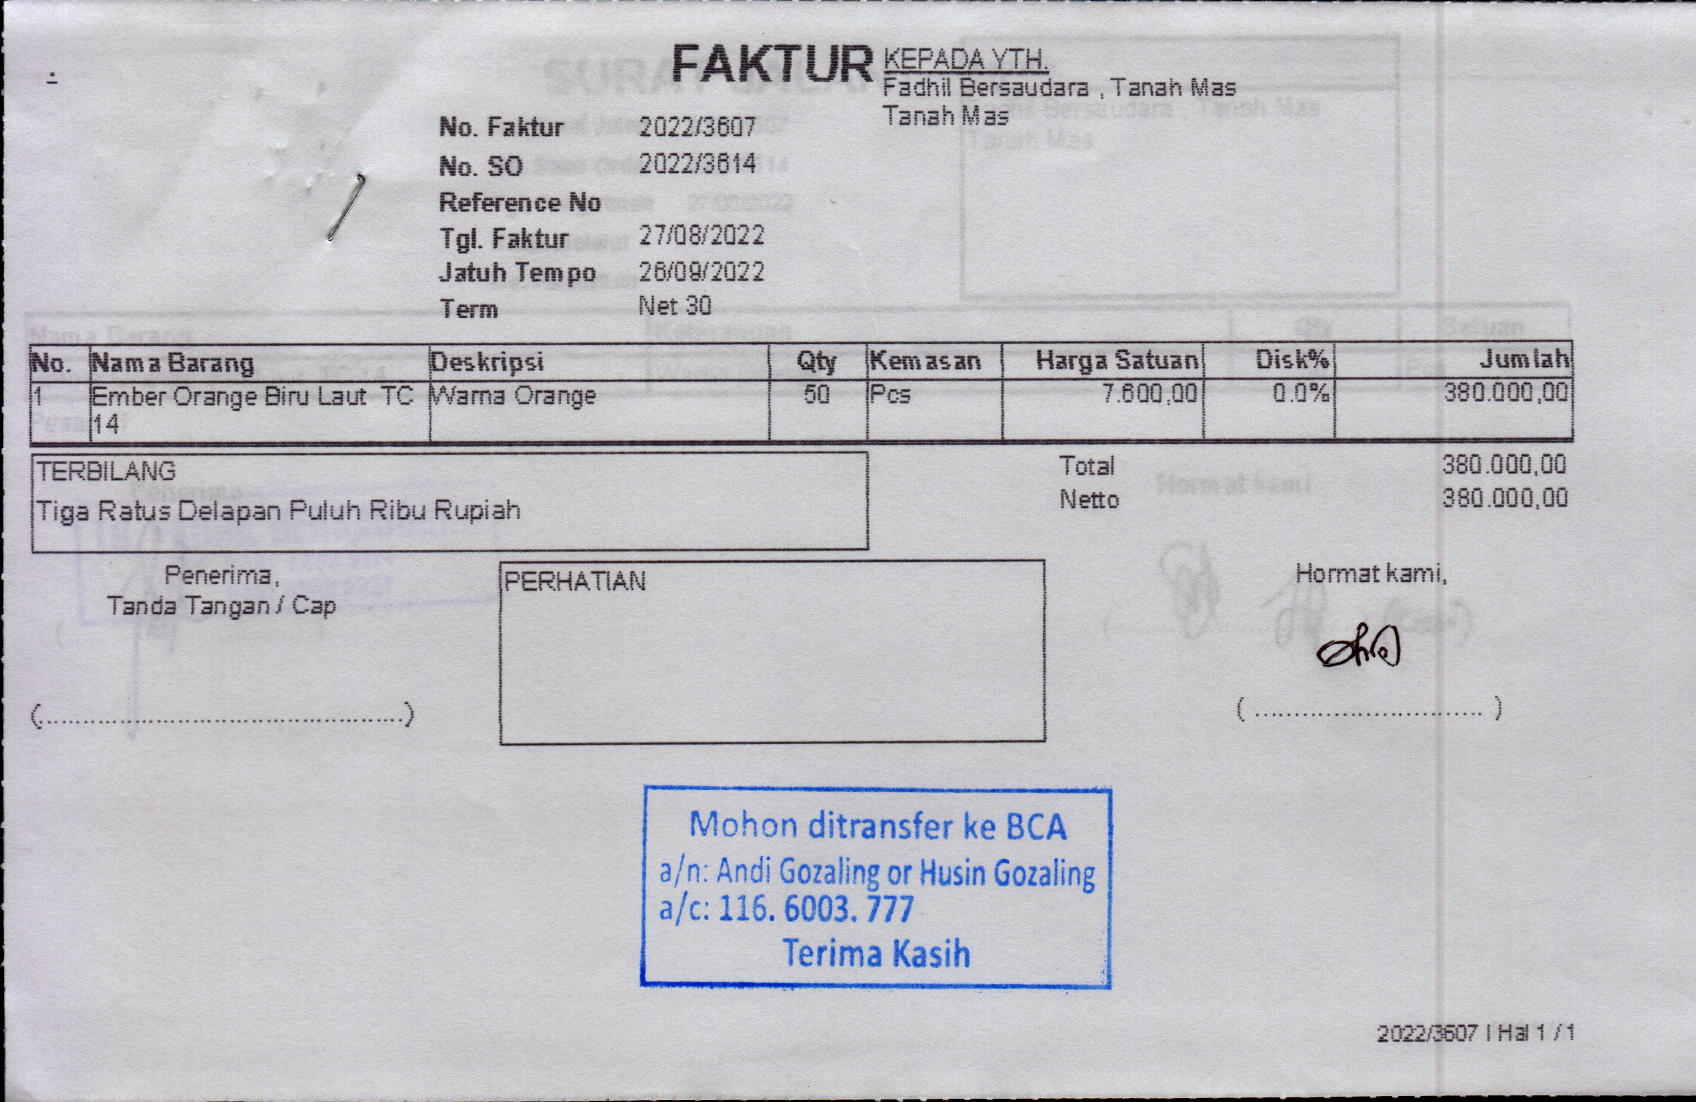 FAKTUR
KEPADA YTH.
Fadhil Bersaudara , Tanah Mas
Tanah Mas
No. Faktur 2022/3607
No. SO 2022/3614
Reference No
Tgl. Faktur 27/08/2022
Jatuh Tempo 26/09/2022
Term Net 30
No. Nama Barang Deskripsi Qty Kemasan Harga Satuan Disk% Jumlah
1 Ember Orange Biru Laut TC 14 Warna Orange 50 Pcs 7.600,00 0.0% 380.000,00
TERBILANG
Tiga Ratus Delapan Puluh Ribu Rupiah
Total 380.000,00
Netto 380.000,00
Penerima,
Tanda Tangan / Cap
(..................................................)
PERHATIAN
Hormat kami,
( ............................. )
Mohon ditransfer ke BCA
a/n: Andi Gozaling or Husin Gozaling
a/c: 116. 6003. 777
Terima Kasih
2022/3607 | Hal 1 / 1